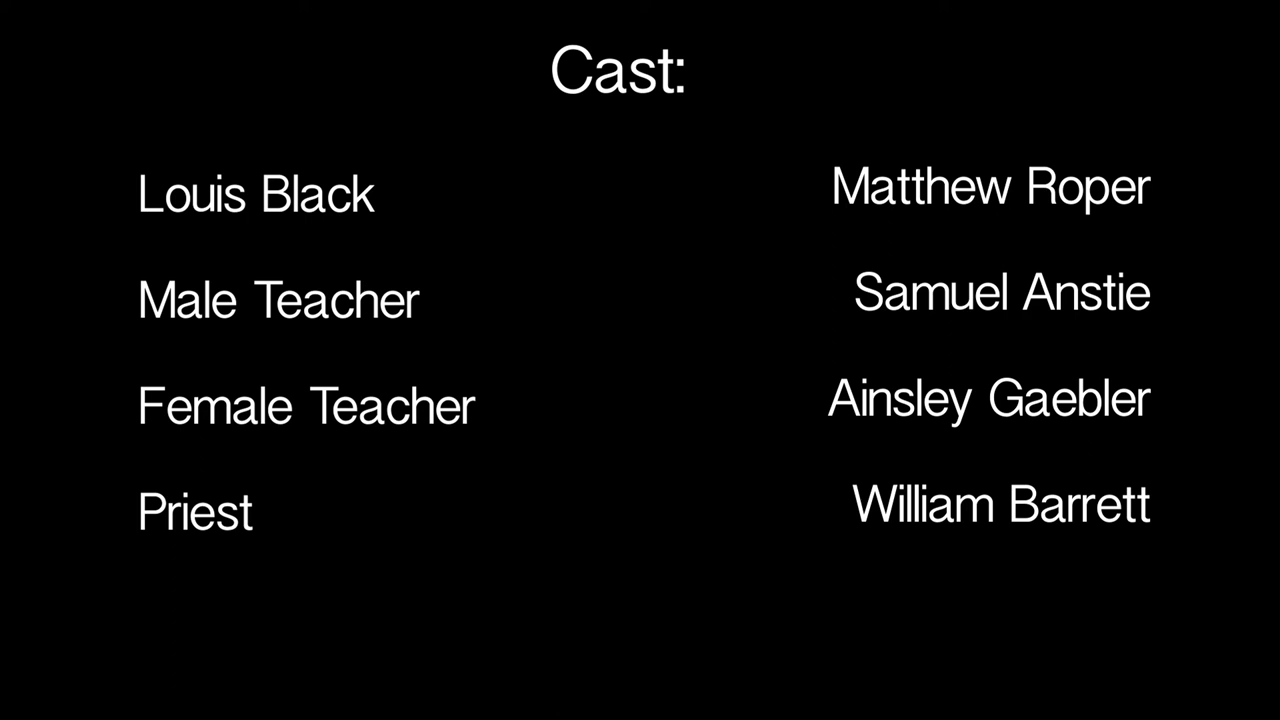 Cast:
Louis Black Matthew Roper
Male Teacher Samuel Anstie
Female Teacher Ainsley Gaebler
Priest William Barrett